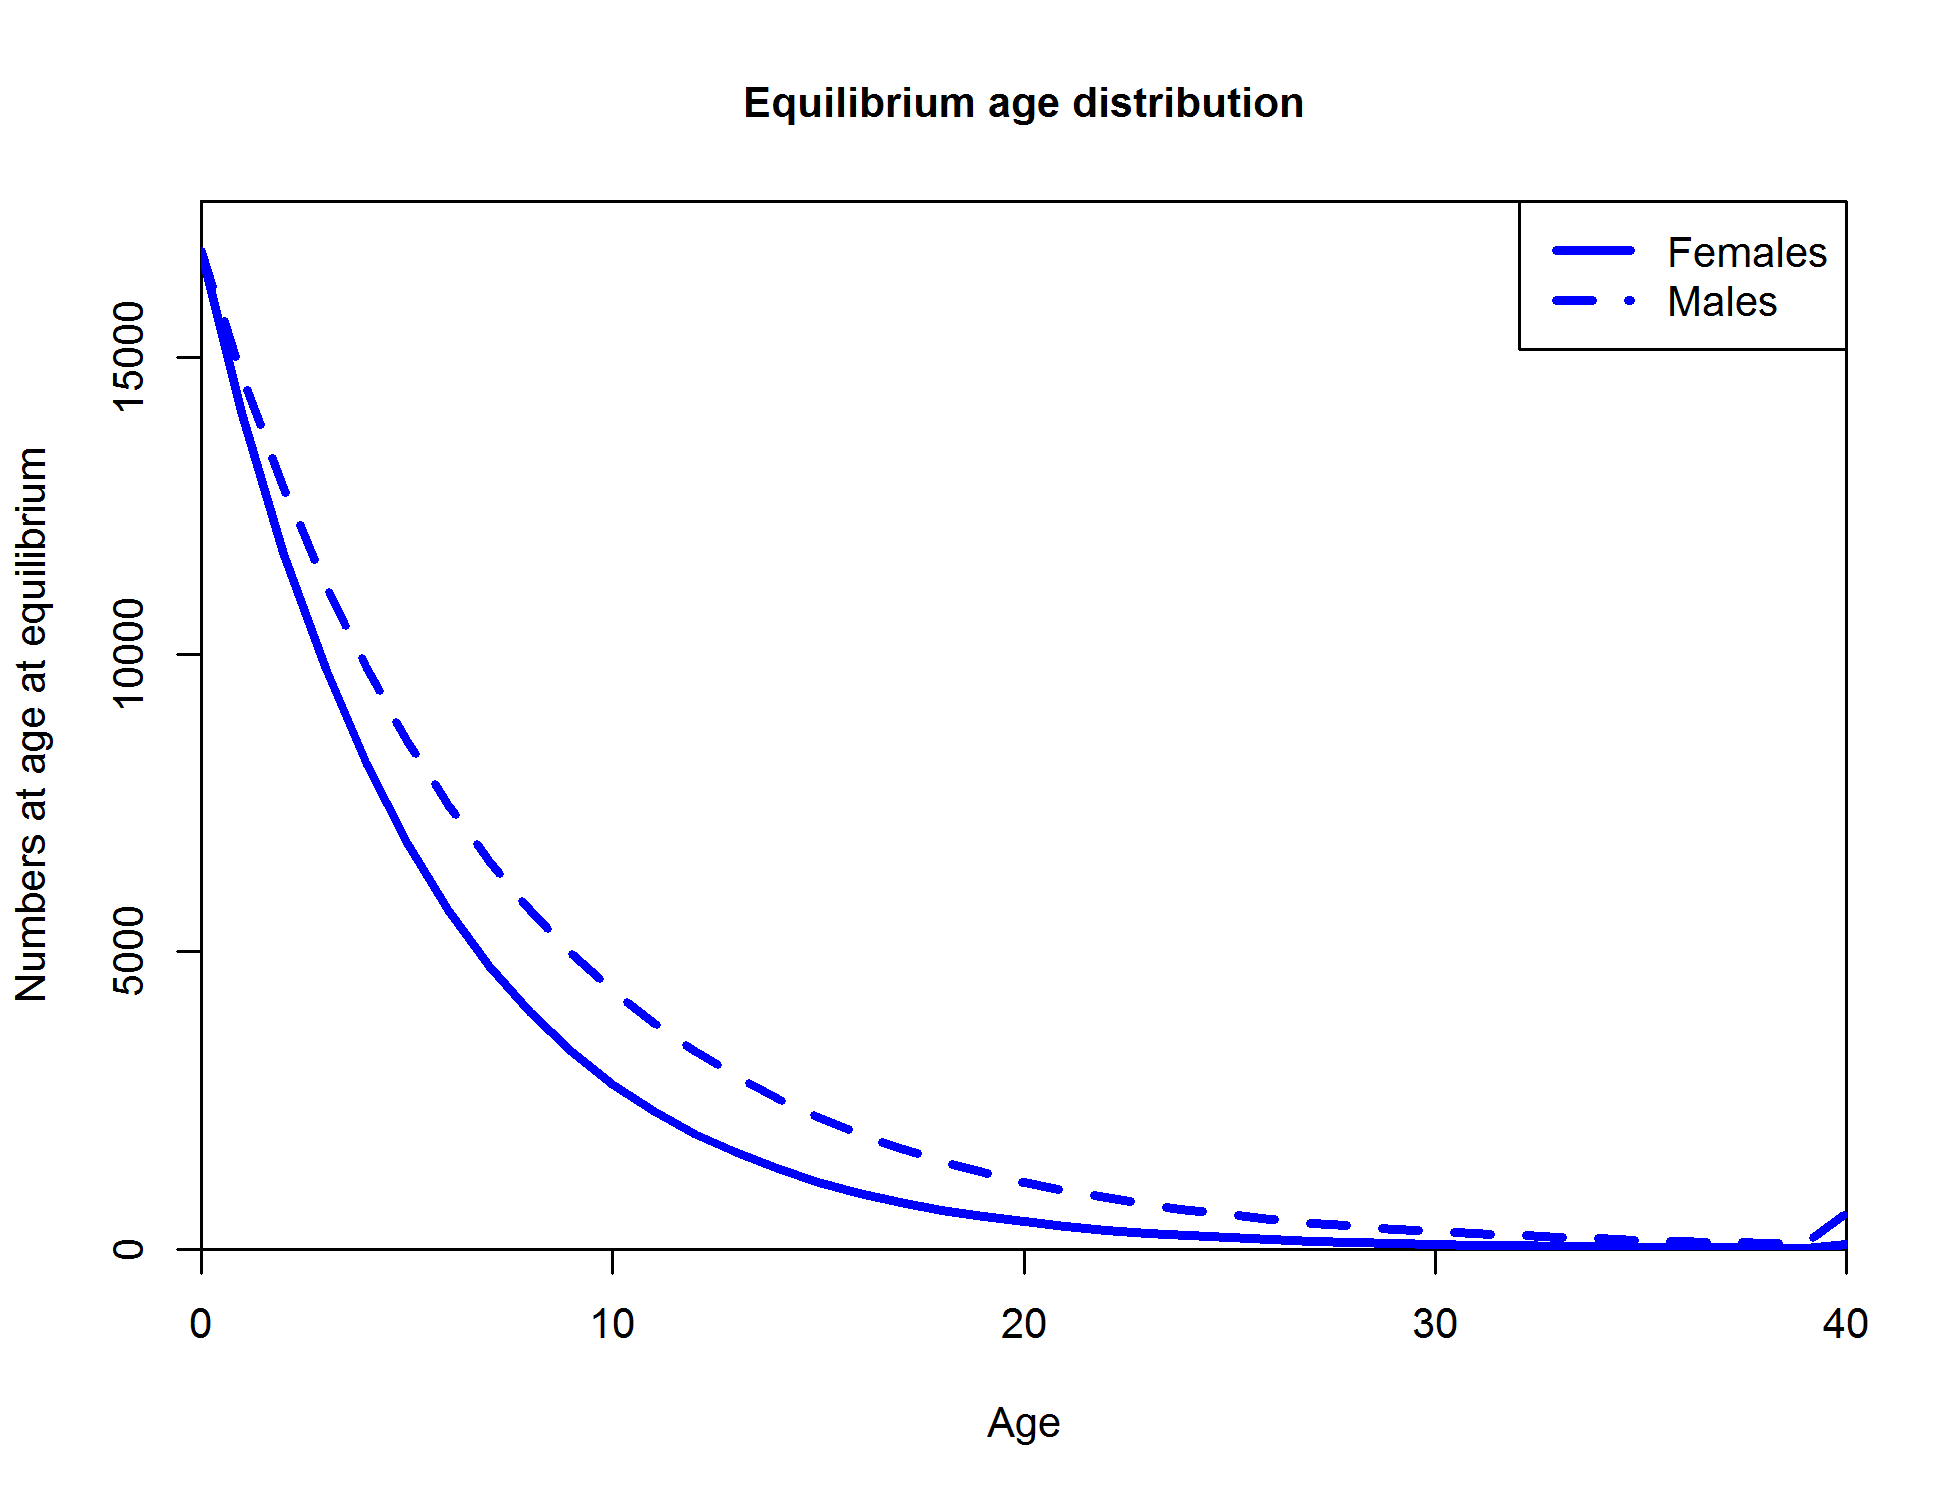 Equilibrium age distribution
Females
Males
Numbers at age at equilibrium
15000
10000
5000
0
0 10 20 30 40
Age